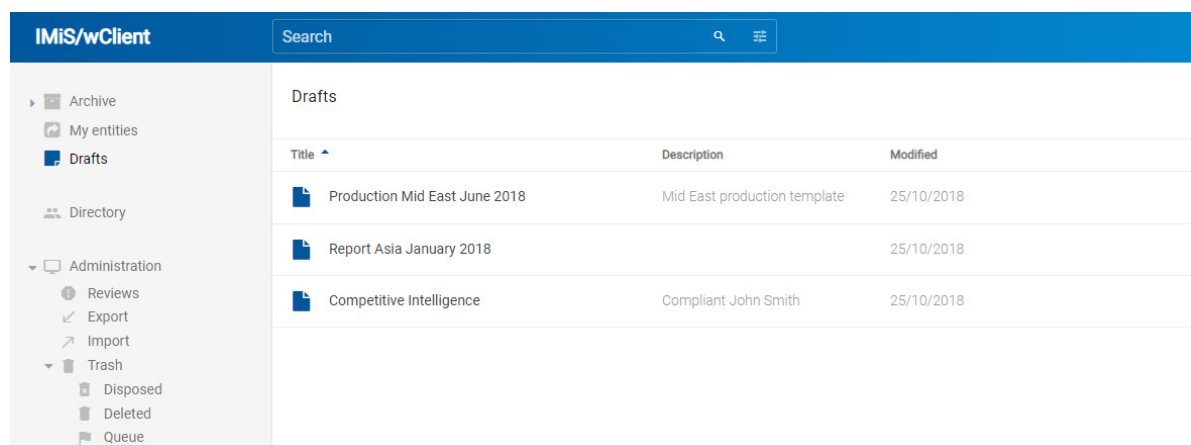 IMiS/wClient
Search
Archive
My entities
Drafts
Directory
Administration
Reviews
Export
Import
Trash
Disposed
Deleted
Queue
Drafts
Title Description Modified
Production Mid East June 2018 Mid East production template 25/10/2018
Report Asia January 2018 25/10/2018
Competitive Intelligence Compliant John Smith 25/10/2018